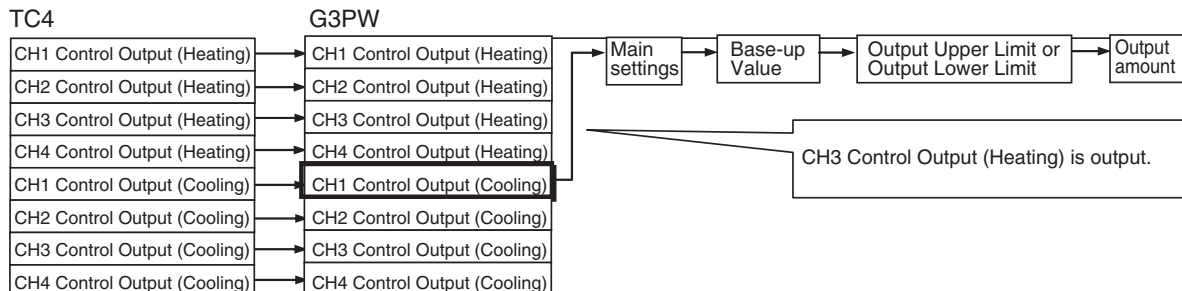 TC4
G3PW
CH1 Control Output (Heating)
CH1 Control Output (Heating)
Main
settings
Base-up
Value
Output Upper Limit or
Output Lower Limit
Output
amount
CH2 Control Output (Heating)
CH2 Control Output (Heating)
CH3 Control Output (Heating)
CH3 Control Output (Heating)
CH4 Control Output (Heating)
CH4 Control Output (Heating)
CH3 Control Output (Heating) is output.
CH1 Control Output (Cooling)
CH1 Control Output (Cooling)
CH2 Control Output (Cooling)
CH2 Control Output (Cooling)
CH3 Control Output (Cooling)
CH3 Control Output (Cooling)
CH4 Control Output (Cooling)
CH4 Control Output (Cooling)